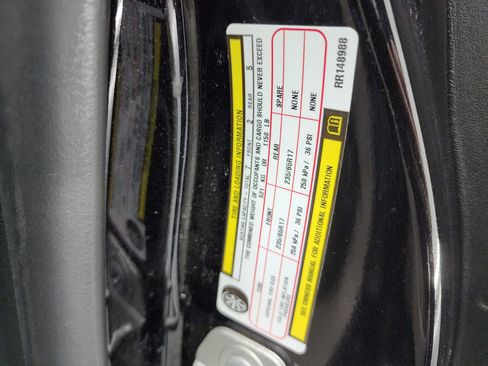 TIRE AND LOADING INFORMATION
SEATING CAPACITY - TOTAL 7 FRONT 2 REAR 5
THE COMBINED WEIGHT OF OCCUPANTS AND CARGO SHOULD NEVER EXCEED
521 KG OR 1150 LB
TIRE FRONT REAR SPARE
ORIGINAL TIRE SIZE 235/65R17 235/65R17 NONE
COLD TIRE INFLATION PRESSURE 250 kPa/ 36 PSI 250 kPa/ 36 PSI NONE
SEE OWNERS MANUAL FOR ADDITIONAL INFORMATION
RR148988